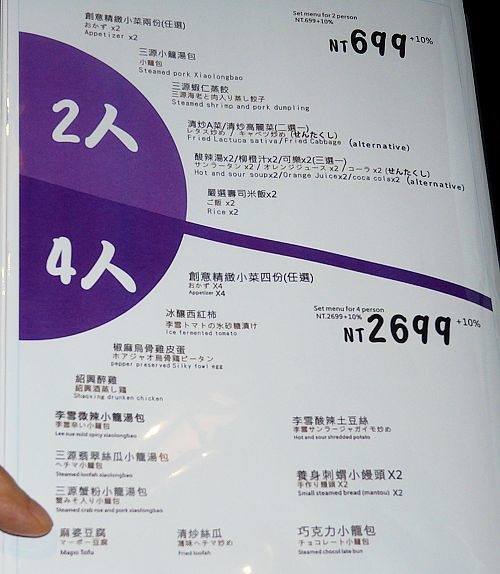 創意精緻小菜兩份(任選)
おかず x2
Appetizer x2
Set menu for 2 person
NT.699+10%
NT699 +10%
三源小籠湯包
小籠包
Steamed pork Xiaolongbao
三源蝦仁蒸餃
三源海老と肉入り蒸し餃子
Steamed shrimp and pork dumpling
2人
清炒A菜/清炒高麗菜(二選一)
レタス炒め / キャベツ炒め (せんたくし)
Fried Lactuca sativa/Fried Cabbage (alternative)
酸辣湯x2/柳橙汁x2/可樂x2(三選一)
サンラータン x2 / オレンジジュース x2 / コーラ x2 (せんたくし)
Hot and sour soupx2/Orange Juicex2/coca colax2 (alternative)
嚴選壽司米飯x2
ご飯 x2
Rice x2
4人
創意精緻小菜四份(任選)
おかず X4
Appetizer X4
Set menu for 4 person
NT.2699+10%
NT2699 +10%
冰釀西紅柿
李雪トマトの氷砂糖漬け
Ice fermented tomato
椒麻烏骨雞皮蛋
ホアジャオ烏骨鶏ピータン
pepper preserved Silky fowl egg
紹興醉雞
紹興酒蒸し鶏
Shaoxing drunken chicken
李雪微辣小籠湯包
李雪辛い小籠包
Lee xue mild spicy xiaolongbao
李雪酸辣土豆絲
李雪サンラージャガイモ炒め
Hot and sour shredded potato
三源翡翠絲瓜小籠湯包
ヘチマ小籠包
Steamed loofah xiaolongbao
養身刺蝟小饅頭 X2
手作り饅頭 X2
Small steamed bread (mantou) X2
三源蟹粉小籠湯包
蟹みそ入り小籠包
Steamed crab roe and pork xiaolongbao
麻婆豆腐
マーボー豆腐
Mapo Tofu
清炒絲瓜
薄味ヘチマ炒め
Fried loofah
巧克力小籠包
チョコレート小籠包
Steamed chocolate bun